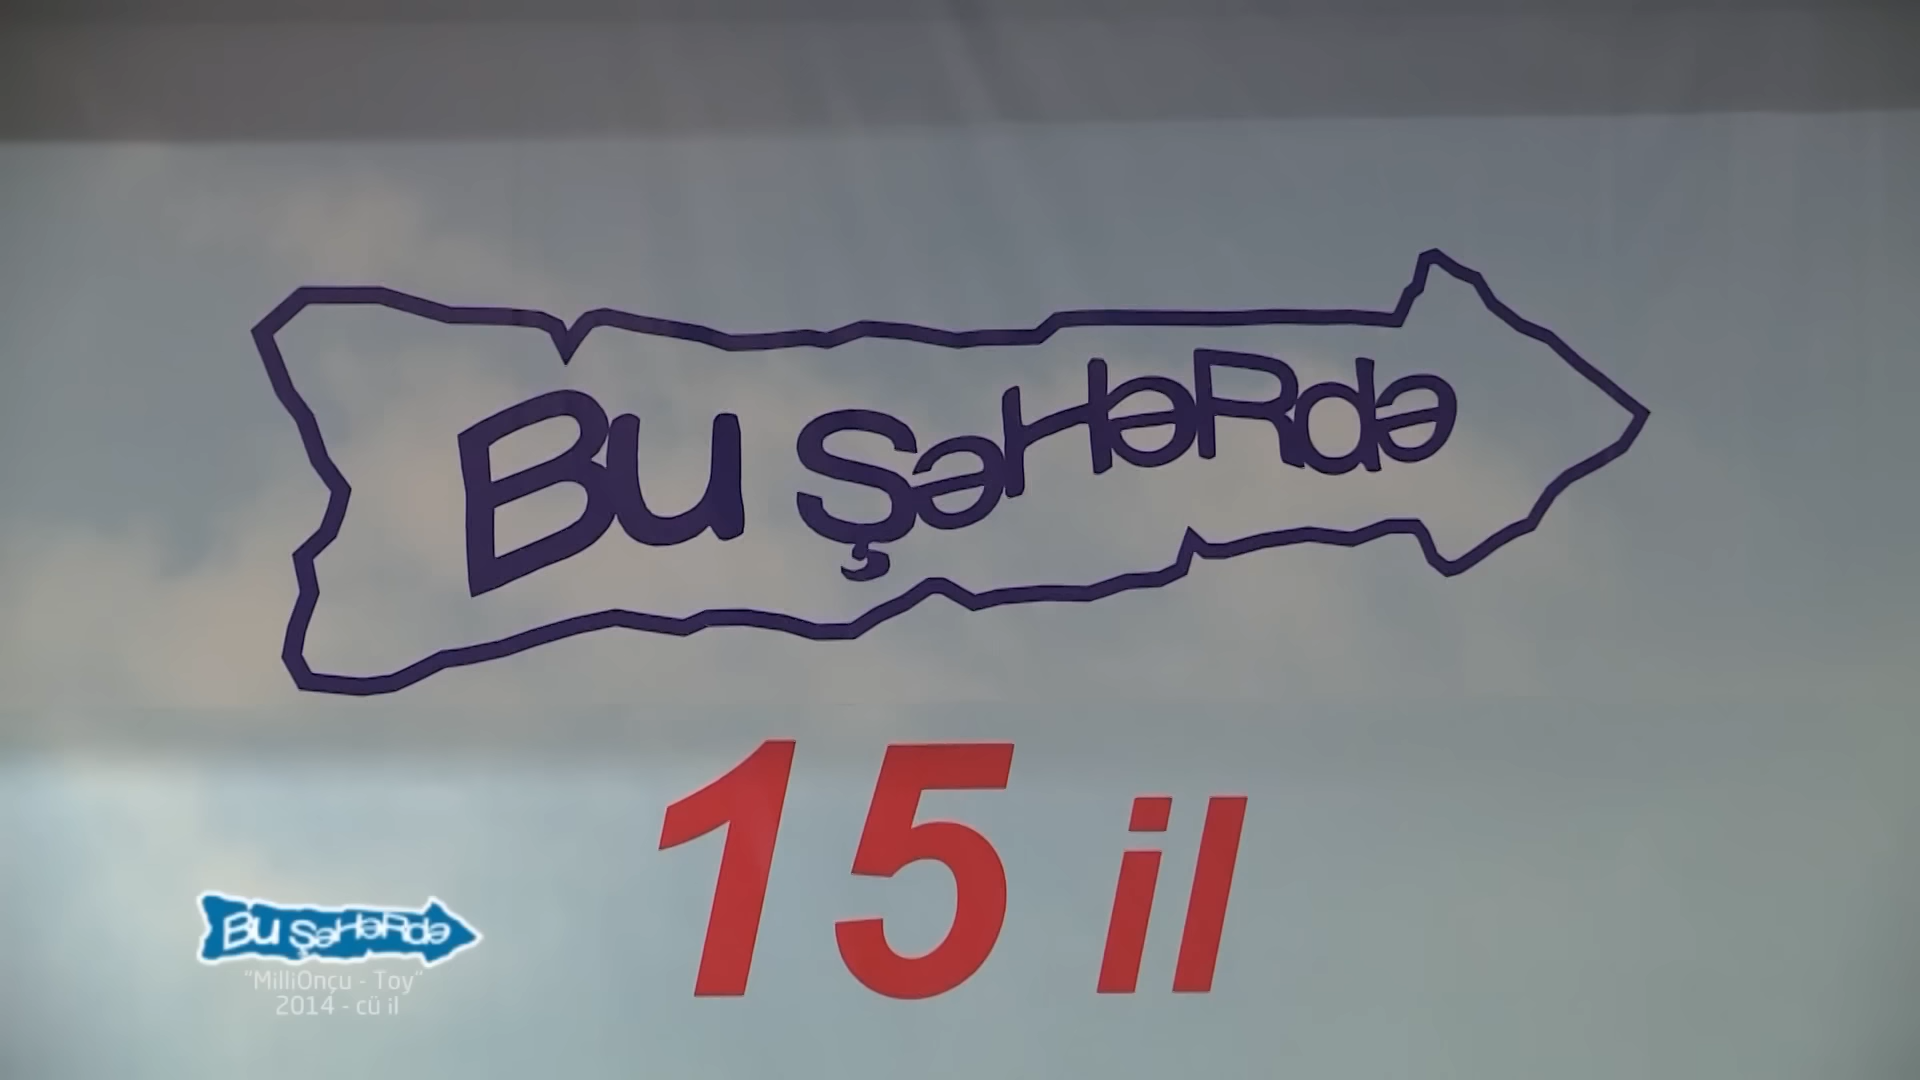 Bu ŞəHəRdə
15 il
Bu ŞəHəRdə
"MilliOnçu - Toy"
2014 - cü il